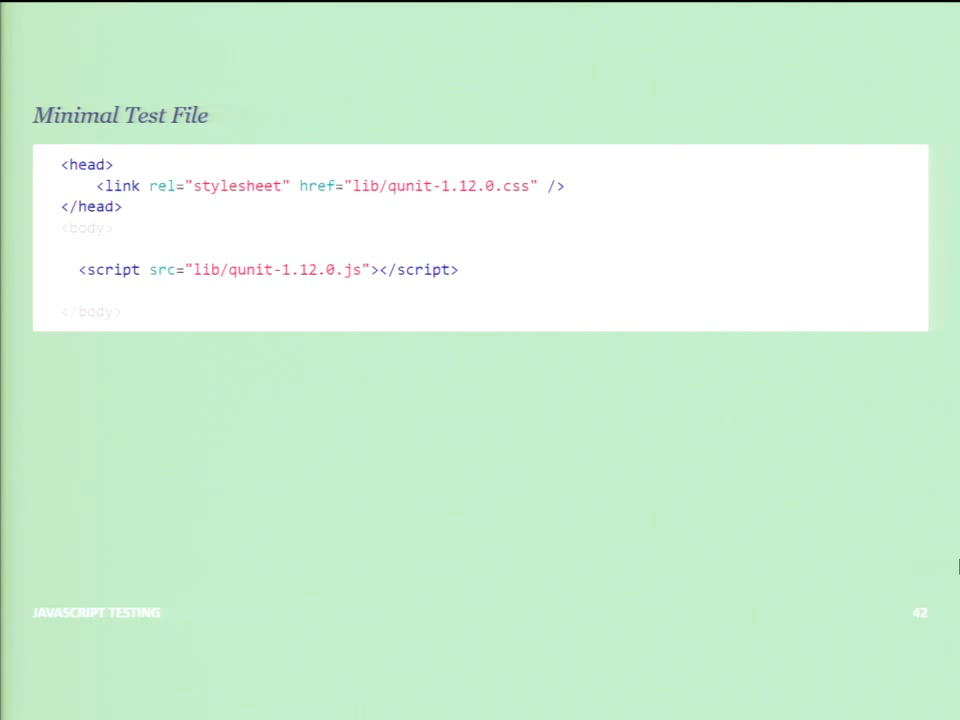 Minimal Test File
<head>
<link rel="stylesheet" href="lib/qunit-1.12.0.css" />
</head>
<body>
<script src="lib/qunit-1.12.0.js"></script>
</body>
JAVASCRIPT TESTING
42